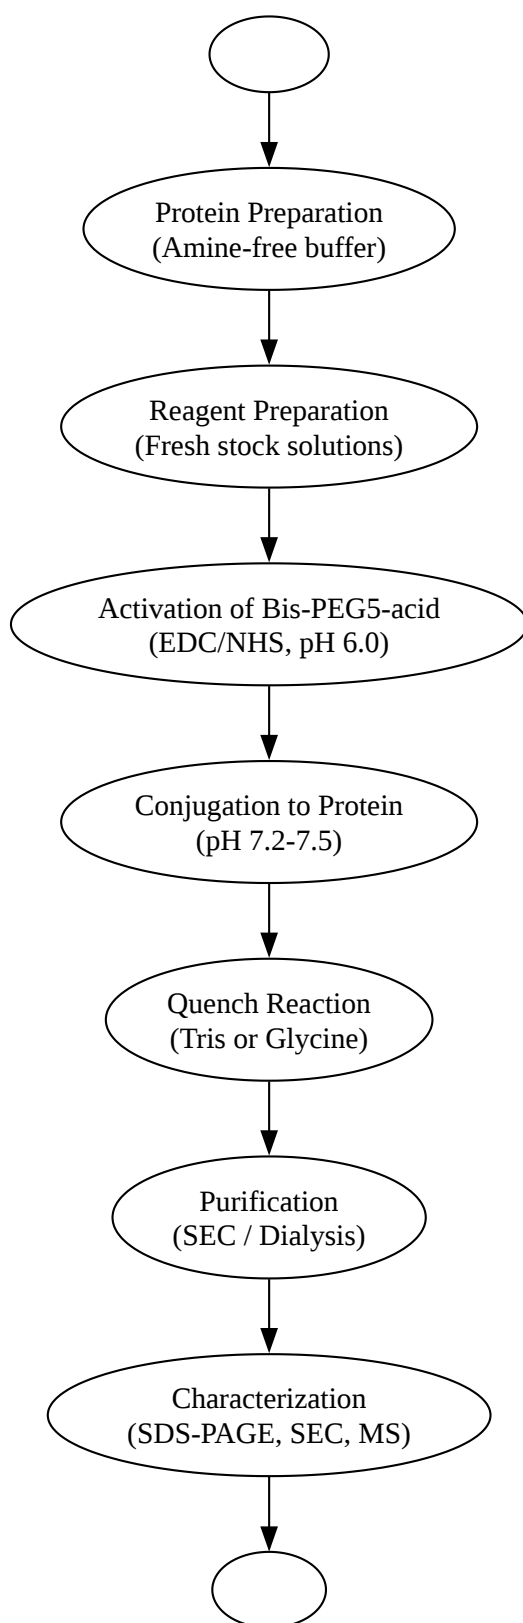 Protein Preparation
(Amine-free buffer)
Reagent Preparation
(Fresh stock solutions)
Activation of Bis-PEG5-acid
(EDC/NHS, pH 6.0)
Conjugation to Protein
(pH 7.2-7.5)
Quench Reaction
(Tris or Glycine)
Purification
(SEC / Dialysis)
Characterization
(SDS-PAGE, SEC, MS)